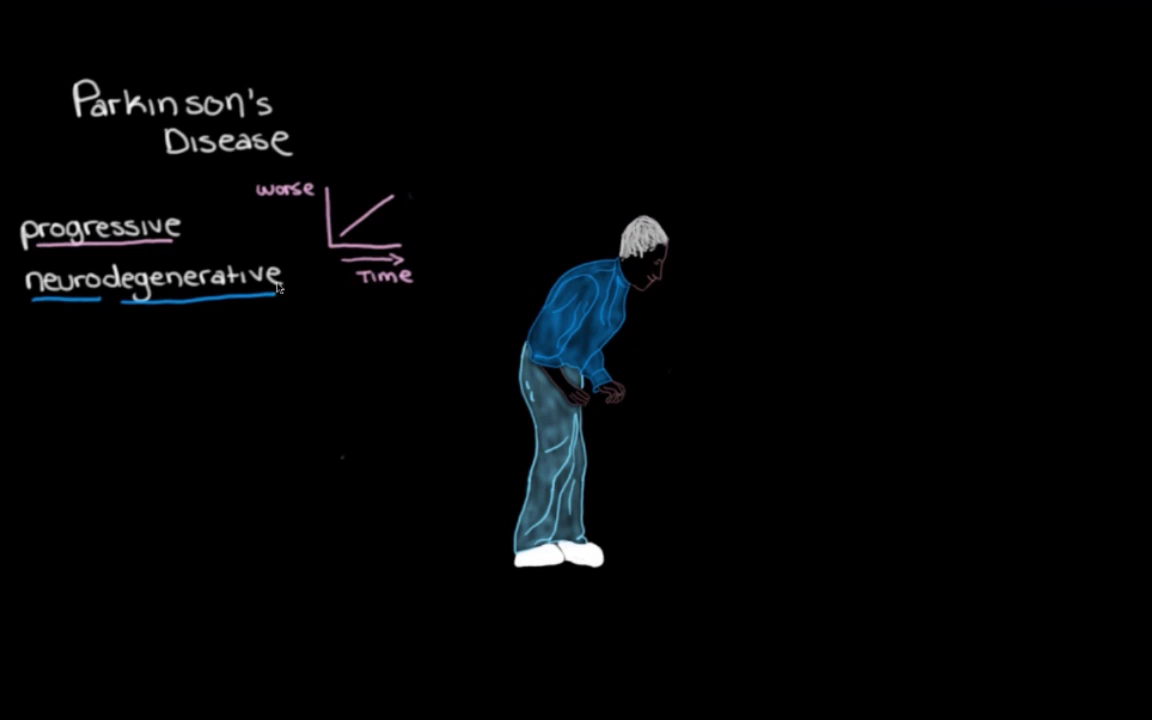 Parkinson's
Disease
worse
progressive
neurodegenerative
Time